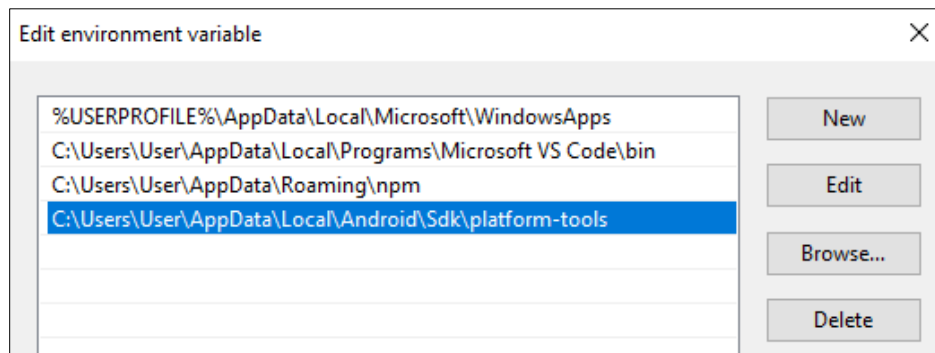 Edit environment variable
%USERPROFILE%\AppData\Local\Microsoft\WindowsApps
C:\Users\User\AppData\Local\Programs\Microsoft VS Code\bin
C:\Users\User\AppData\Roaming\npm
C:\Users\User\AppData\Local\Android\Sdk\platform-tools
New
Edit
Browse...
Delete